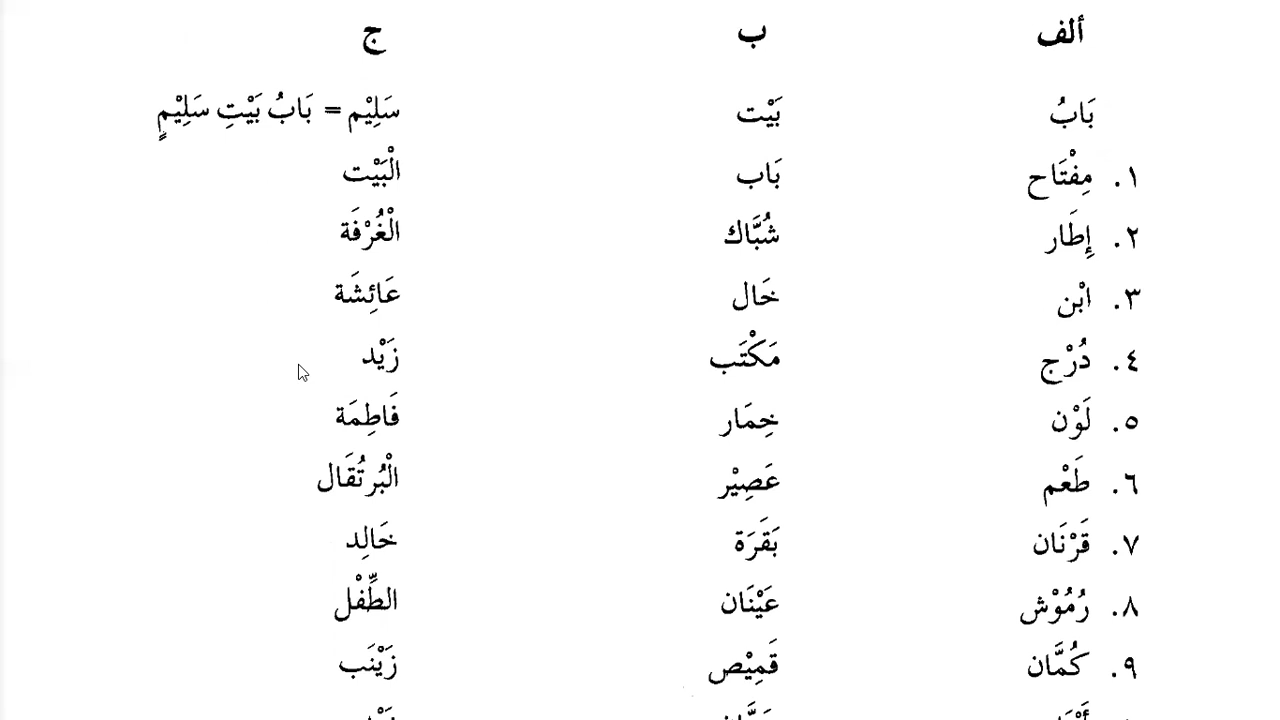 ألف ب ج
بَابُ بَيْت سَلِيْم = بَابُ بَيْتِ سَلِيْمٍ
١. مِفْتَاح بَاب الْبَيْت
٢. إِطَار شُبَّاك الْغُرْفَة
٣. ابْن خَال عَائِشَة
٤. دُرْج مَكْتَب زَيْد
٥. لَوْن خِمَار فَاطِمَة
٦. طَعْم عَصِيْر الْبُرتُقَال
٧. قَرْنَان بَقَرَة خَالِد
٨. رُمُوْش عَيْنَان الطِّفْل
٩. كُمَّان قَمِيْص زَيْنَب